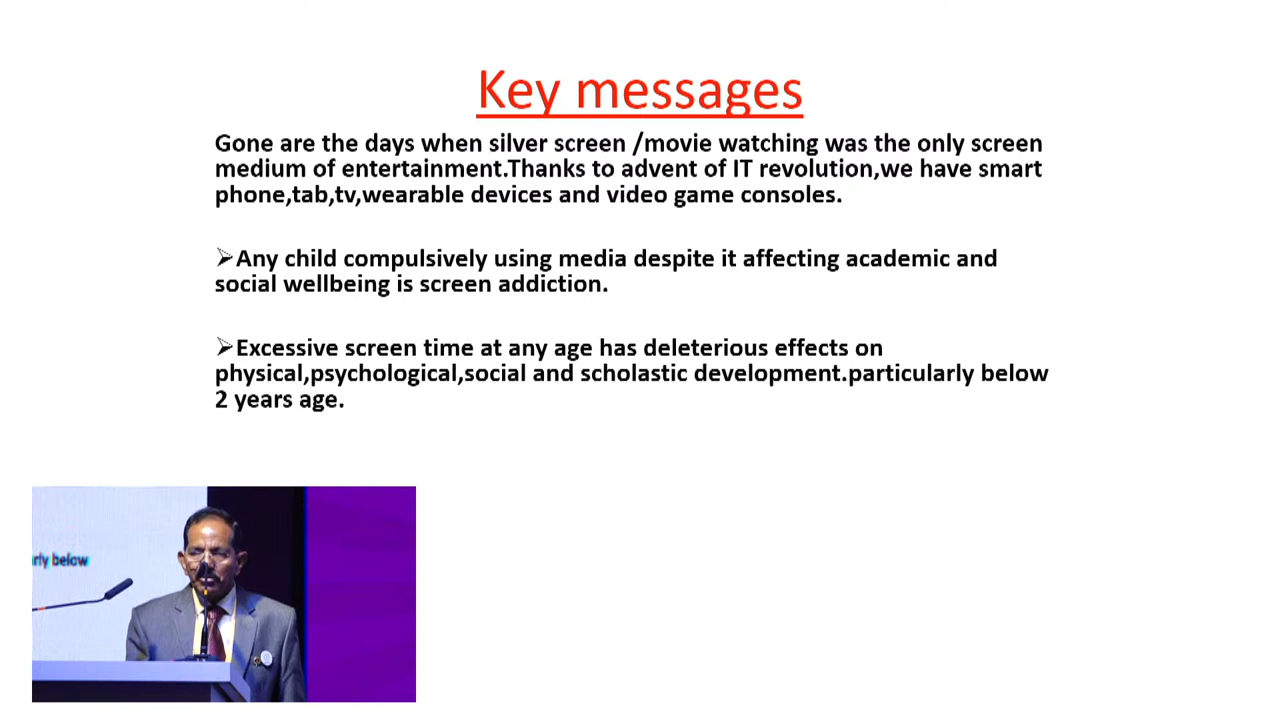 Key messages
Gone are the days when silver screen /movie watching was the only screen
medium of entertainment.Thanks to advent of IT revolution,we have smart
phone,tab,tv,wearable devices and video game consoles.
➢Any child compulsively using media despite it affecting academic and
social wellbeing is screen addiction.
➢Excessive screen time at any age has deleterious effects on
physical,psychological,social and scholastic development.particularly below
2 years age.
below